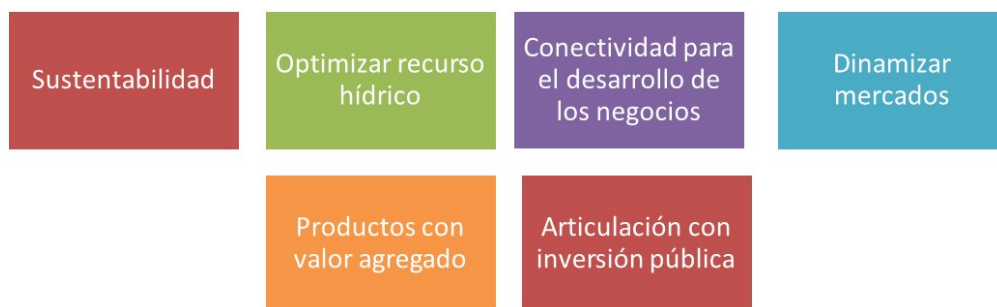 Sustentabilidad
Optimizar recurso
hídrico
Conectividad para
el desarrollo de
los negocios
Dinamizar
mercados
Productos con
valor agregado
Articulación con
inversión pública